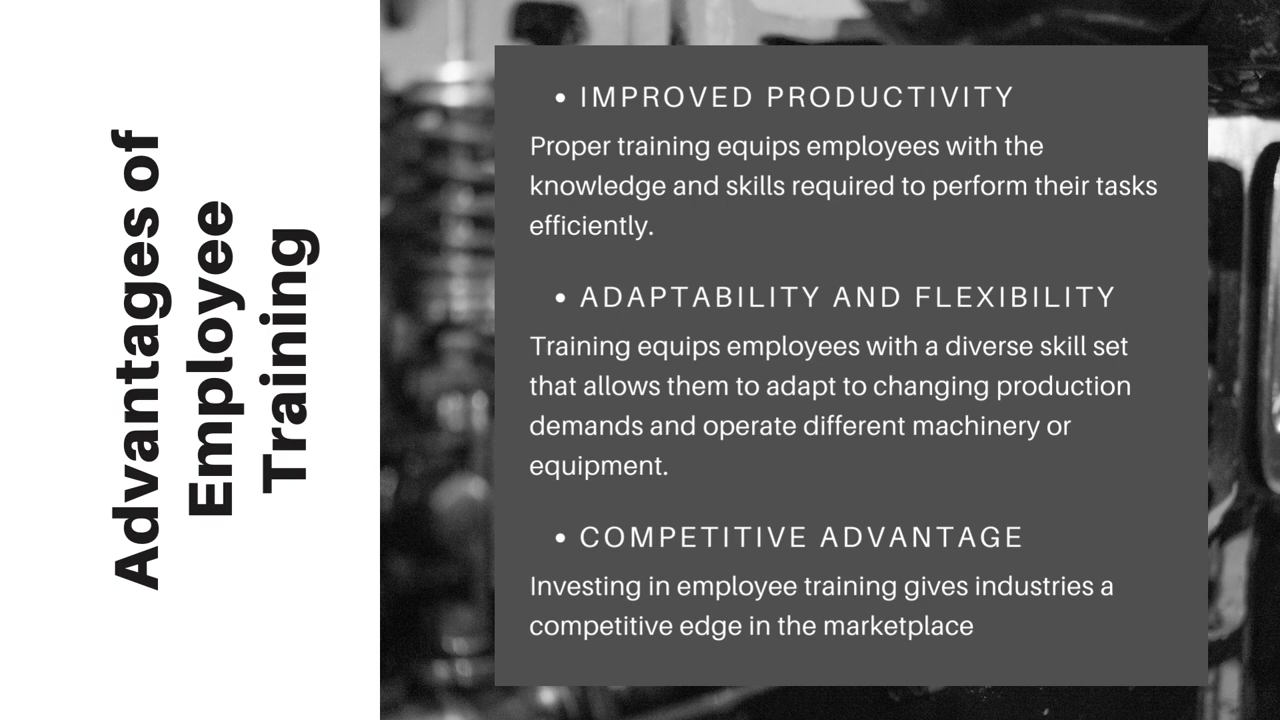 Advantages of
Employee
Training
• IMPROVED PRODUCTIVITY
Proper training equips employees with the
knowledge and skills required to perform their tasks
efficiently.
• ADAPTABILITY AND FLEXIBILITY
Training equips employees with a diverse skill set
that allows them to adapt to changing production
demands and operate different machinery or
equipment.
• COMPETITIVE ADVANTAGE
Investing in employee training gives industries a
competitive edge in the marketplace